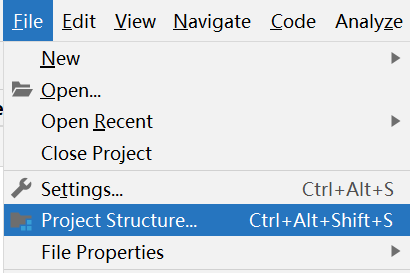 File Edit View Navigate Code Analyze
New
Open...
Open Recent
Close Project
Settings... Ctrl+Alt+S
Project Structure... Ctrl+Alt+Shift+S
File Properties